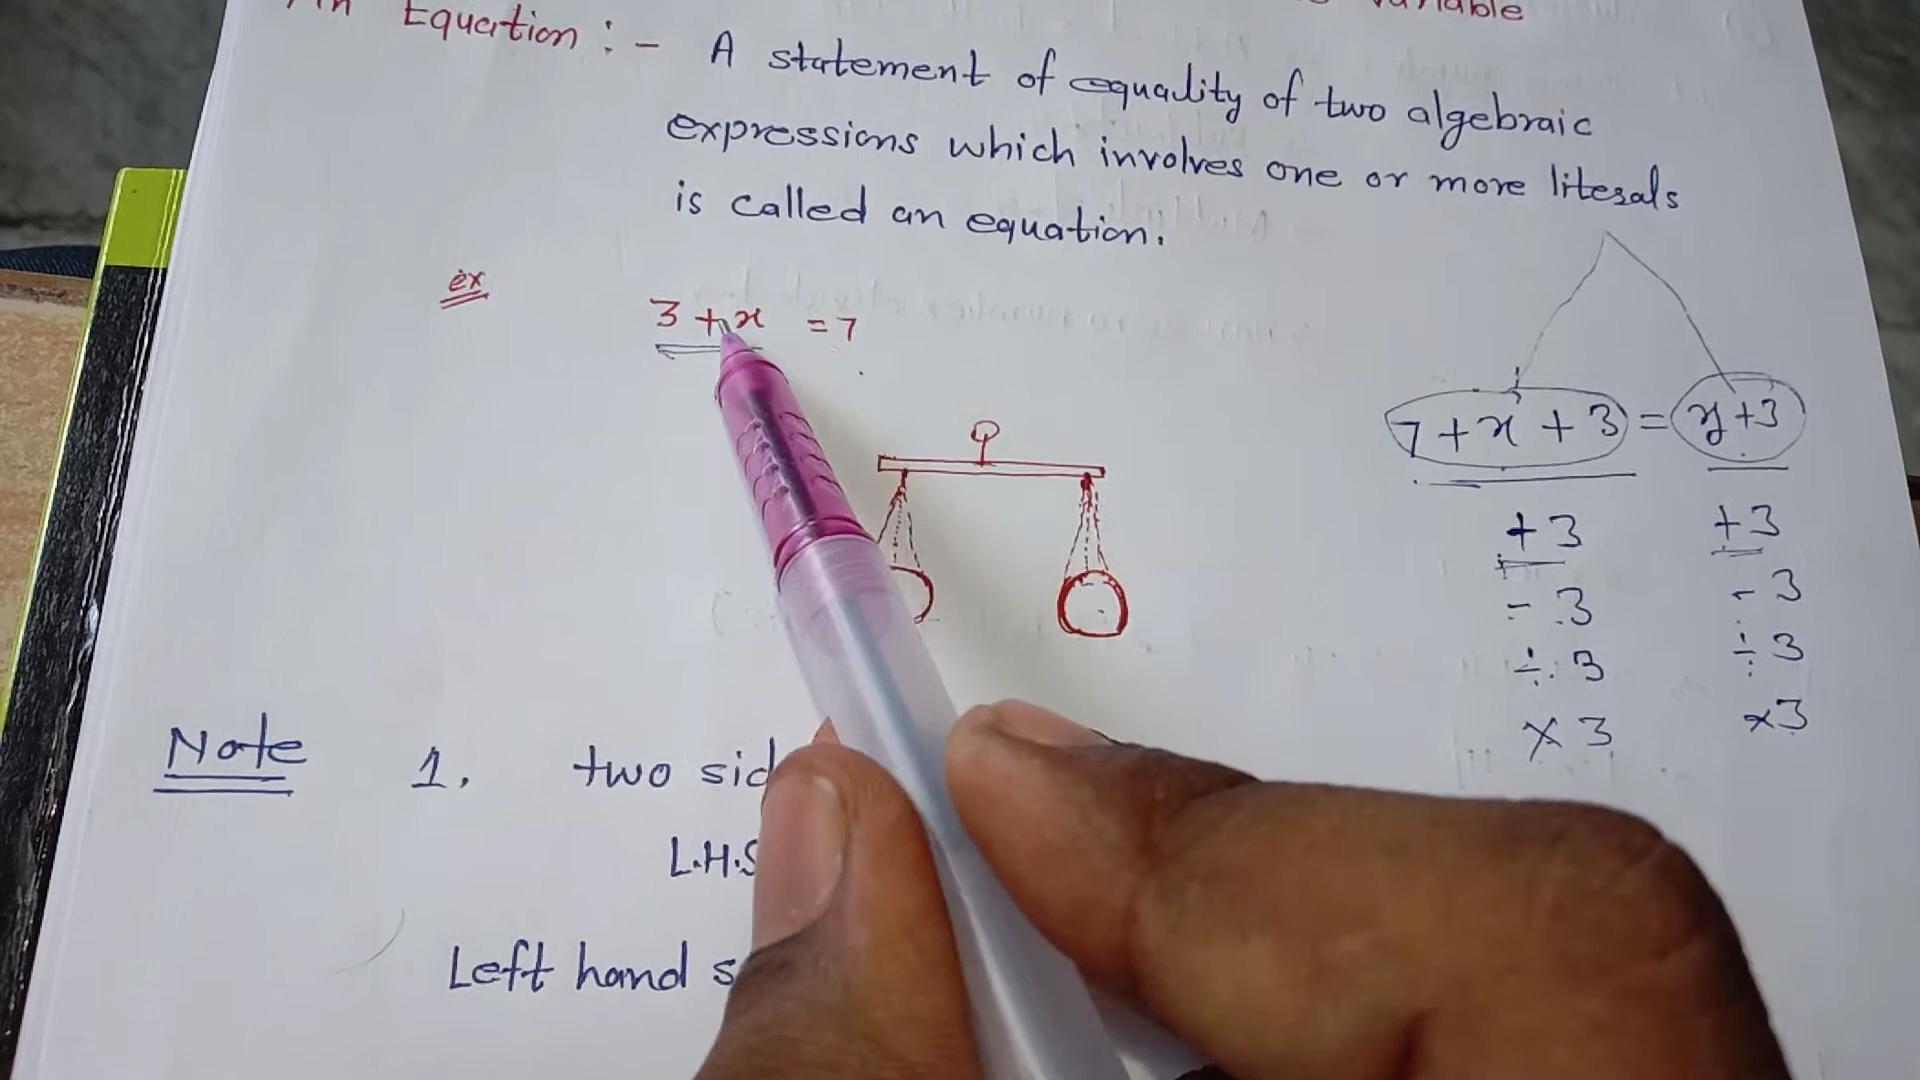 Variable
Equation : -
A statement of equality of two algebraic
expressions which involves one or more literals
is called an equation.
ex
3 + x = 7
7 + x + 3 = y + 3
+ 3 + 3
- 3 - 3
÷ 3 ÷ 3
× 3 × 3
Note 1. two sid
L.H.S
Left hand s